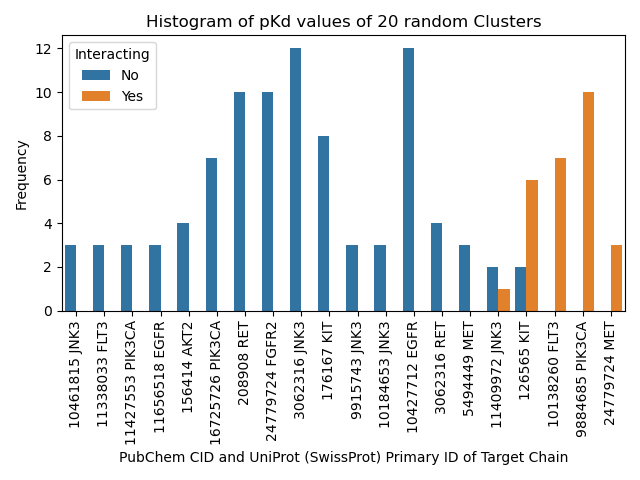 Histogram of pKd values of 20 random Clusters
Interacting
No
Yes
Frequency
12
10
8
6
4
2
0
10461815 JNK3
11338033 FLT3
11427553 PIK3CA
11656518 EGFR
156414 AKT2
16725726 PIK3CA
208908 RET
24779724 FGFR2
3062316 JNK3
176167 KIT
9915743 JNK3
10184653 JNK3
10427712 EGFR
3062316 RET
5494449 MET
11409972 JNK3
126565 KIT
10138260 FLT3
9884685 PIK3CA
24779724 MET
PubChem CID and UniProt (SwissProt) Primary ID of Target Chain